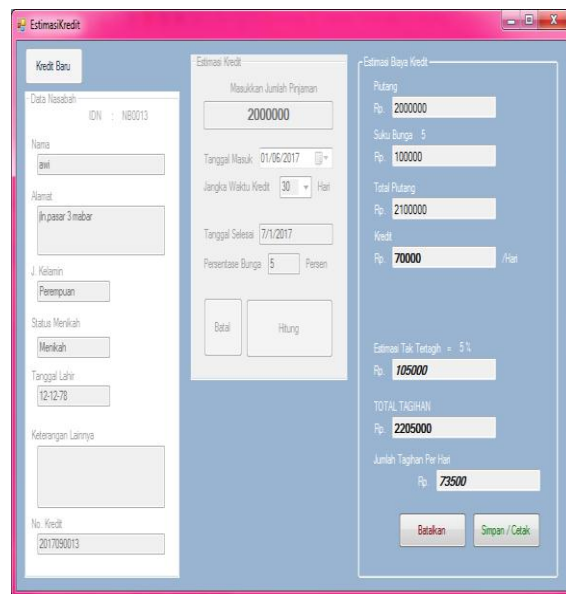 EstimasiKredit
Kredit Baru
Data Nasabah
IDN : NB0013
Nama
awi
Alamat
jln.pasar 3 mabar
J. Kelamin
Perempuan
Status Menikah
Menikah
Tanggal Lahir
12-12-78
Keterangan Lainnya
No. Kredit
2017090013
Estimasi Kredit
Masukkan Jumlah Pinjaman
2000000
Tanggal Masuk 01/06/2017
Jangka Waktu Kredit 30 Hari
Tanggal Selesai 7/1/2017
Persentase Bunga 5 Persen
Batal Hitung
Estimasi Biaya Kredit
Piutang
Rp. 2000000
Suku Bunga 5
Rp. 100000
Total Piutang
Rp. 2100000
Kredit
Rp. 70000 /Hari
Estimasi Tak Tertagih = 5 %
Rp. 105000
TOTAL TAGIHAN
Rp. 2205000
Jumlah Tagihan Per Hari
Rp. 73500
Batalkan Simpan / Cetak